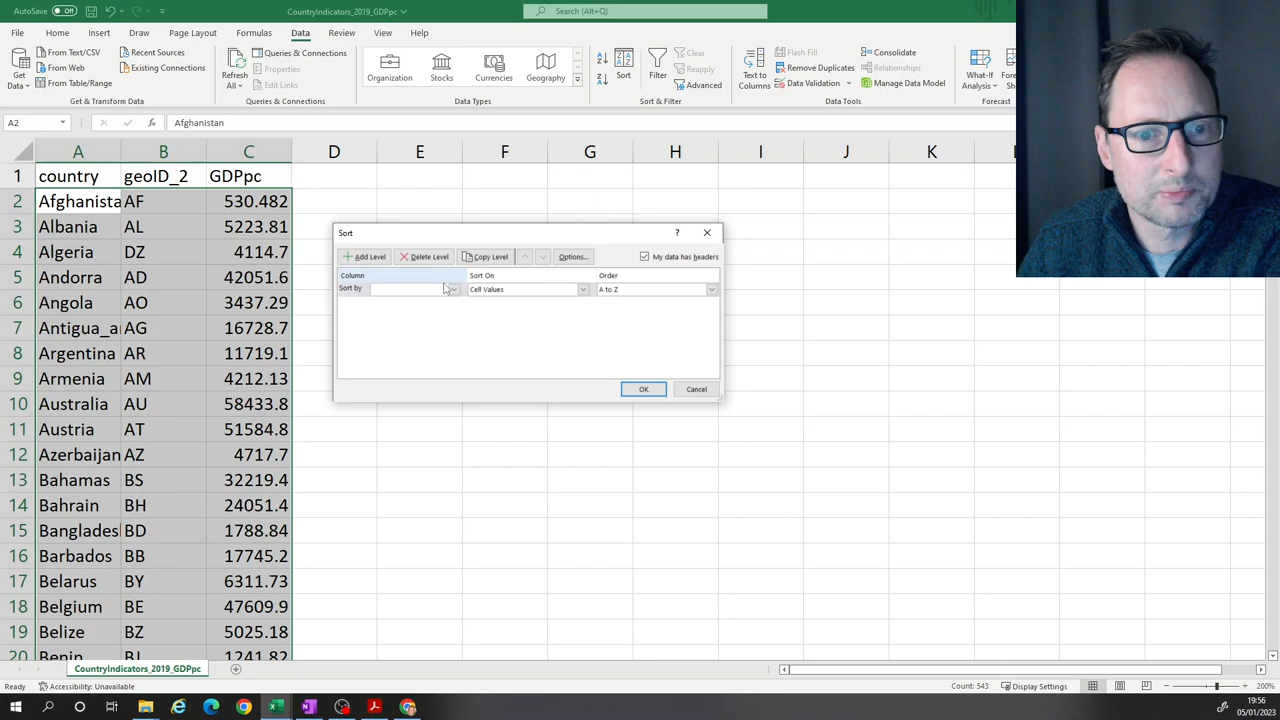 AutoSave Off CountryIndicators_2019_GDPpc Search (Alt+Q)
File Home Insert Draw Page Layout Formulas Data Review View Help
From Text/CSV Recent Sources Queries & Connections Clear Flash Fill Consolidate
From Web Existing Connections Properties Reapply Remove Duplicates Relationships
From Table/Range Edit Links Advanced Data Validation Manage Data Model
Get Data Refresh All Organization Stocks Currencies Geography Sort Filter Text to Columns What-If Analysis
Get & Transform Data Queries & Connections Data Types Sort & Filter Data Tools Forecast
A2 fx Afghanistan
A B C D E F G H I J K
1 country geoID_2 GDPpc
2 Afghanista AF 530.482
3 Albania AL 5223.81
4 Algeria DZ 4114.7
5 Andorra AD 42051.6
6 Angola AO 3437.29
7 Antigua_a AG 16728.7
8 Argentina AR 11719.1
9 Armenia AM 4212.13
10 Australia AU 58433.8
11 Austria AT 51584.8
12 Azerbaijan AZ 4717.7
13 Bahamas BS 32219.4
14 Bahrain BH 24051.4
15 Banglades BD 1788.84
16 Barbados BB 17745.2
17 Belarus BY 6311.73
18 Belgium BE 47609.9
19 Belize BZ 5025.18
20 Benin BJ 1241.82
Sort ?
Add Level Delete Level Copy Level Options... My data has headers
Column Sort On Order
Sort by Cell Values A to Z
OK Cancel
CountryIndicators_2019_GDPpc
Ready Accessibility: Unavailable Count: 543 Display Settings 200%
19:56
05/01/2023